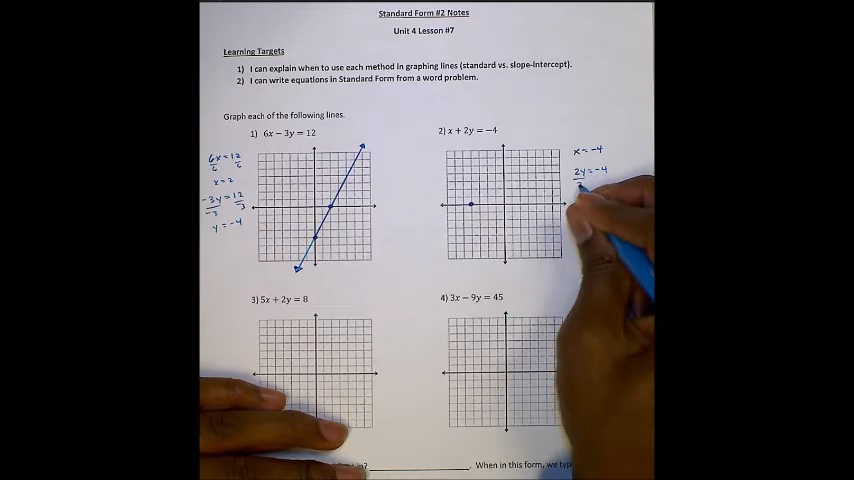 Standard Form #2 Notes
Unit 4 Lesson #7
Learning Targets
1) I can explain when to use each method in graphing lines (standard vs. slope-intercept).
2) I can write equations in Standard Form from a word problem.
Graph each of the following lines.
1) 6x − 3y = 12
6x = 12
6 6
x = 2
-3y = 12
-3 -3
y = -4
2) x + 2y = −4
x = -4
2y = -4
2
3) 5x + 2y = 8
4) 3x − 9y = 45
in? ____________. When in this form, we